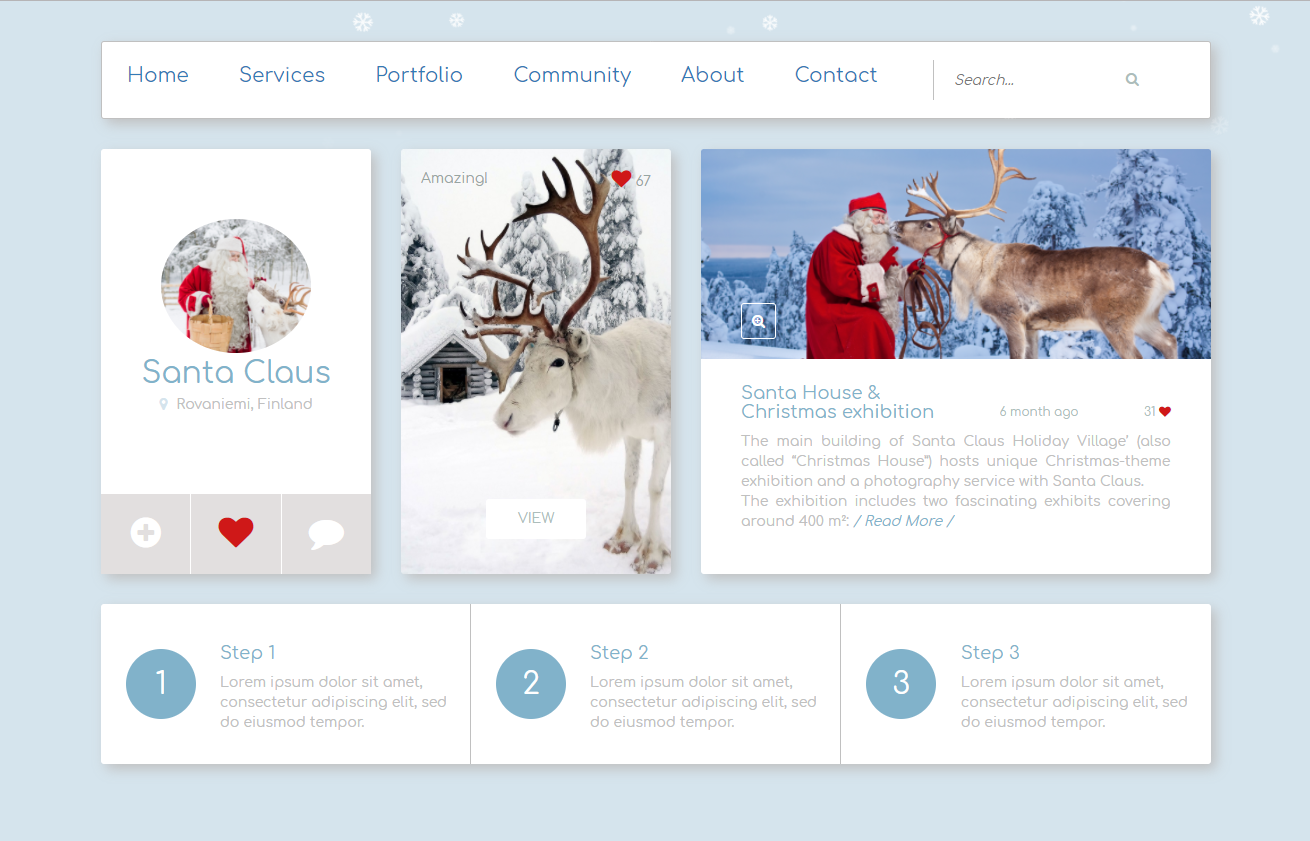 Home Services Portfolio Community About Contact Search...
Amazing! 67
Santa Claus
Rovaniemi, Finland
VIEW
Santa House &
Christmas exhibition 6 month ago 31
The main building of Santa Claus Holiday Village' (also
called "Christmas House") hosts unique Christmas-theme
exhibition and a photography service with Santa Claus.
The exhibition includes two fascinating exhibits covering
around 400 m²: / Read More /
1
Step 1
Lorem ipsum dolor sit amet,
consectetur adipiscing elit, sed
do eiusmod tempor.
2
Step 2
Lorem ipsum dolor sit amet,
consectetur adipiscing elit, sed
do eiusmod tempor.
3
Step 3
Lorem ipsum dolor sit amet,
consectetur adipiscing elit, sed
do eiusmod tempor.